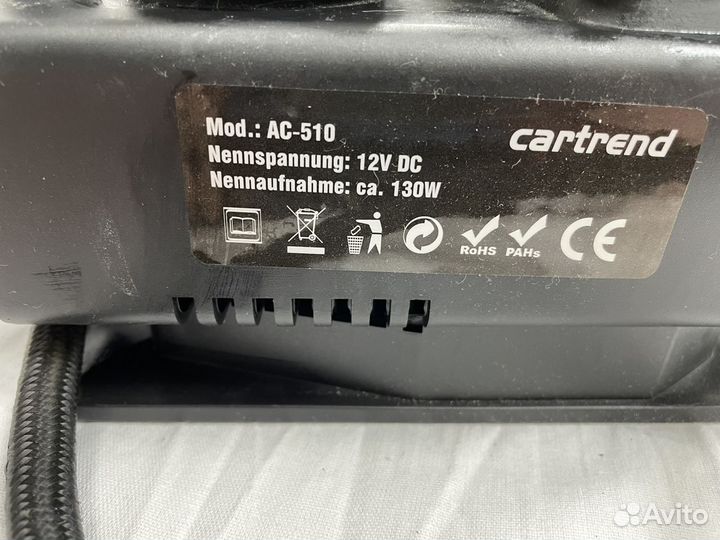 Mod.: AC-510
cartrend
Nennspannung: 12V DC
Nennaufnahme: ca. 130W
RoHS PAHs CE
Avito